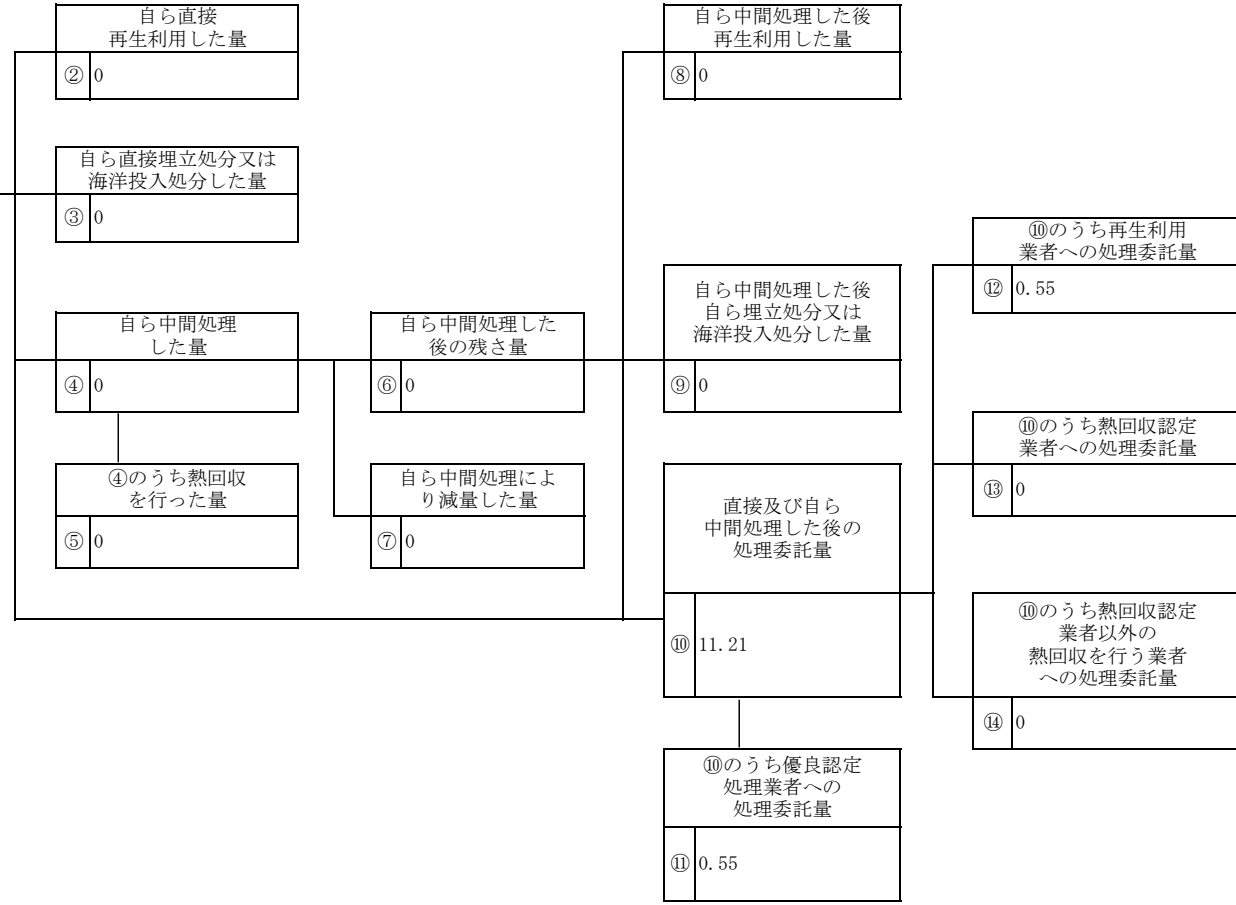 自ら直接
再生利用した量
② 0
自ら中間処理した後
再生利用した量
⑧ 0
自ら直接埋立処分又は
海洋投入処分した量
③ 0
⑩のうち再生利用
業者への処理委託量
⑫ 0.55
自ら中間処理
した量
④ 0
自ら中間処理した
後の残さ量
⑥ 0
自ら中間処理した後
自ら埋立処分又は
海洋投入処分した量
⑨ 0
⑩のうち熱回収認定
業者への処理委託量
⑬ 0
④のうち熱回収
を行った量
⑤ 0
自ら中間処理によ
り減量した量
⑦ 0
直接及び自ら
中間処理した後の
処理委託量
⑩ 11.21
⑩のうち熱回収認定
業者以外の
熱回収を行う業者
への処理委託量
⑭ 0
⑩のうち優良認定
処理業者への
処理委託量
⑪ 0.55